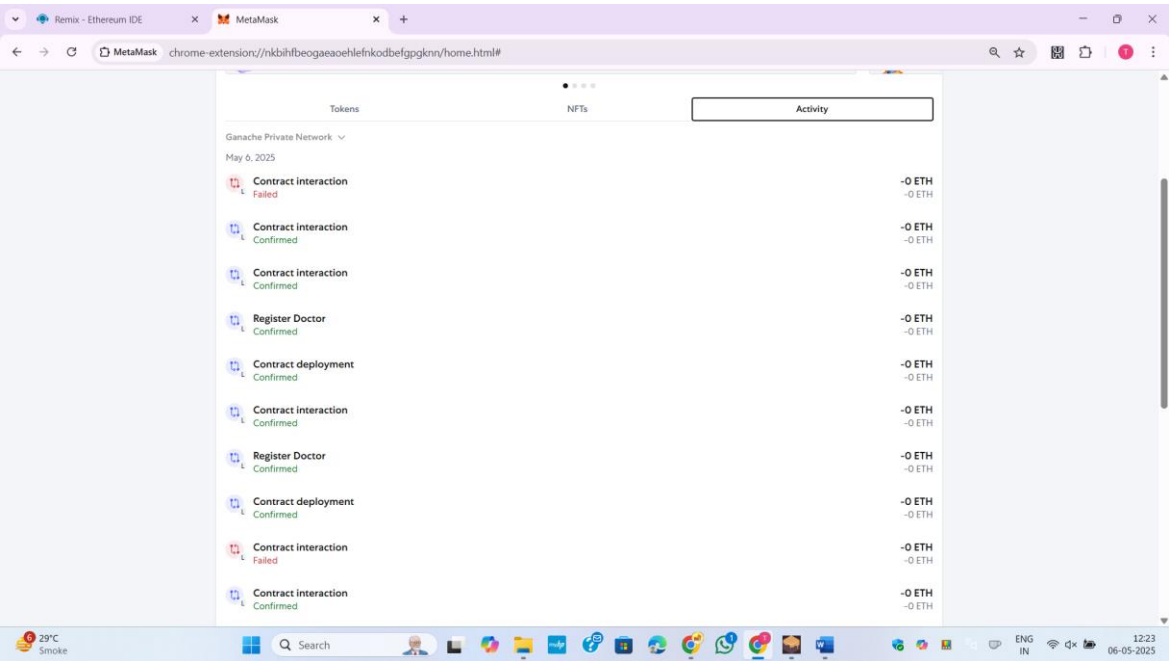 Remix - Ethereum IDE
MetaMask
MetaMask chrome-extension://nkbihfbeogaeaoehlefnkodbefgpgknn/home.html#
T
Tokens NFTs Activity
Ganache Private Network
May 6, 2025
Contract interaction -0 ETH
Failed -0 ETH
Contract interaction -0 ETH
Confirmed -0 ETH
Contract interaction -0 ETH
Confirmed -0 ETH
Register Doctor -0 ETH
Confirmed -0 ETH
Contract deployment -0 ETH
Confirmed -0 ETH
Contract interaction -0 ETH
Confirmed -0 ETH
Register Doctor -0 ETH
Confirmed -0 ETH
Contract deployment -0 ETH
Confirmed -0 ETH
Contract interaction -0 ETH
Failed -0 ETH
Contract interaction -0 ETH
Confirmed -0 ETH
6 29°C
Smoke
Search
ENG
IN
12:23
06-05-2025